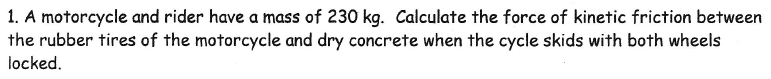 1. A motorcycle and rider have a mass of 230 kg. Calculate the force of kinetic friction between
the rubber tires of the motorcycle and dry concrete when the cycle skids with both wheels
locked.